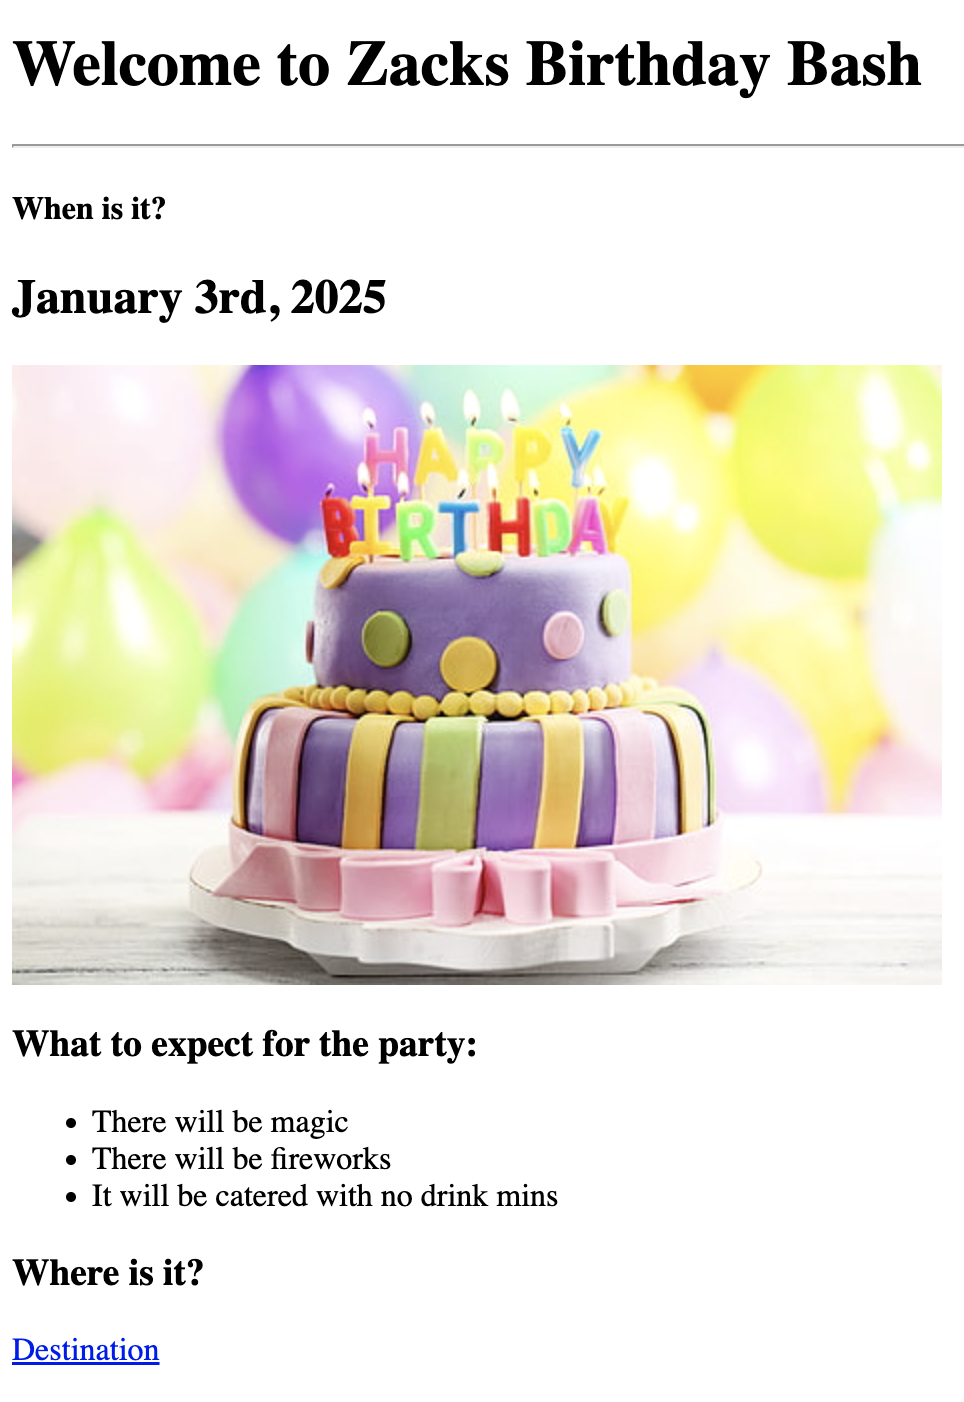 Welcome to Zacks Birthday Bash
When is it?
January 3rd, 2025
HAPPY
BIRTHDAY
What to expect for the party:
There will be magic
There will be fireworks
It will be catered with no drink mins
Where is it?
Destination